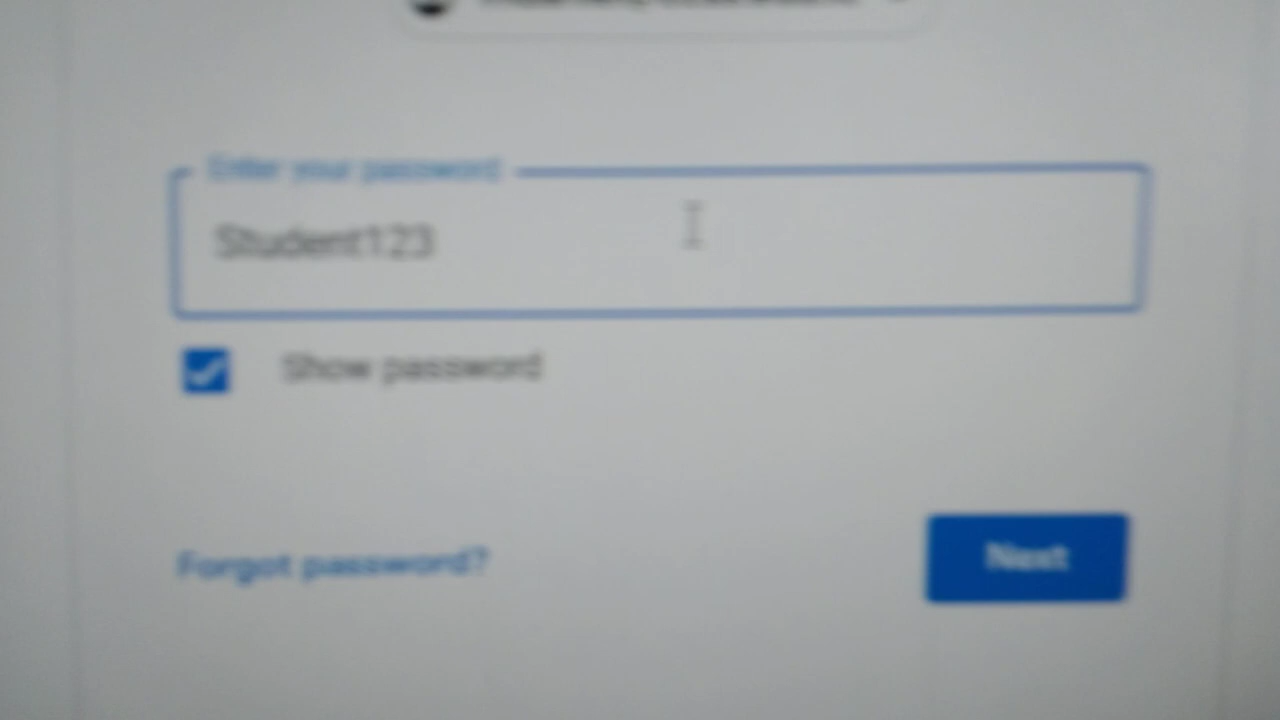 Enter your password
Student123
Show password
Forgot password?
Next